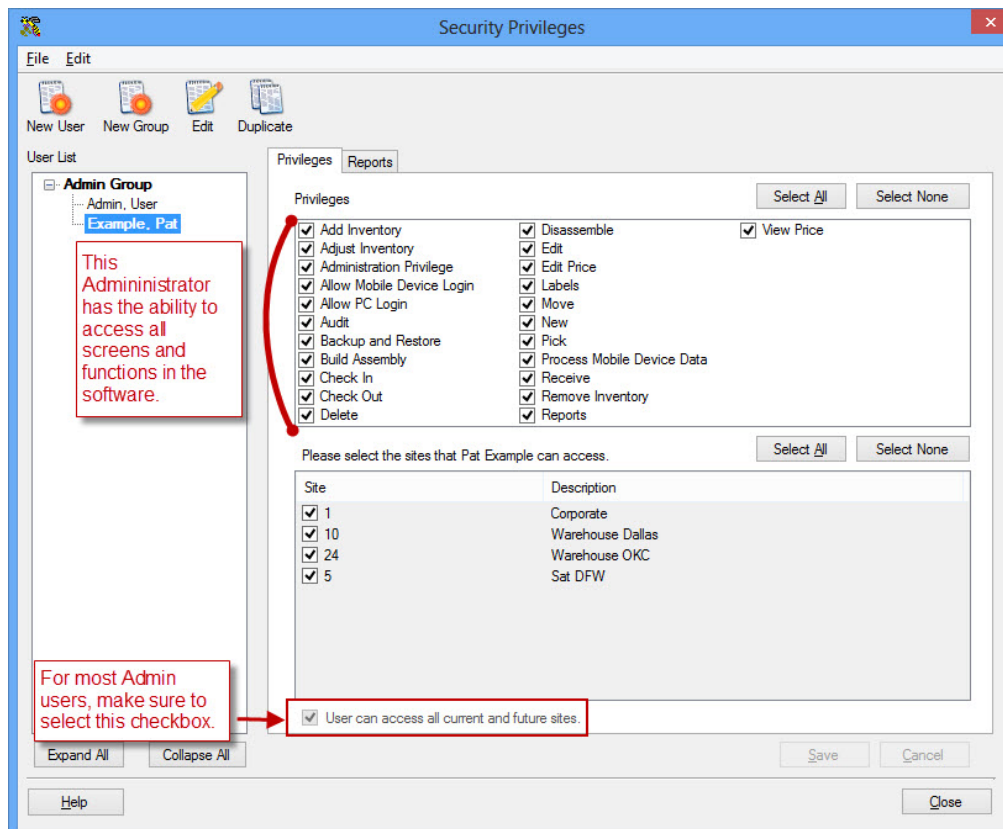 Security Privileges
File Edit
New User New Group Edit Duplicate
User List
Admin Group
Admin, User
Example, Pat
This
Admininistrator
has the ability to
access all
screens and
functions in the
software.
For most Admin
users, make sure to
select this checkbox.
Expand All Collapse All
Privileges Reports
Privileges Select All Select None
Add Inventory Disassemble View Price
Adjust Inventory Edit
Administration Privilege Edit Price
Allow Mobile Device Login Labels
Allow PC Login Move
Audit New
Backup and Restore Pick
Build Assembly Process Mobile Device Data
Check In Receive
Check Out Remove Inventory
Delete Reports
Please select the sites that Pat Example can access. Select All Select None
Site Description
1 Corporate
10 Warehouse Dallas
24 Warehouse OKC
5 Sat DFW
User can access all current and future sites.
Save Cancel
Help Close